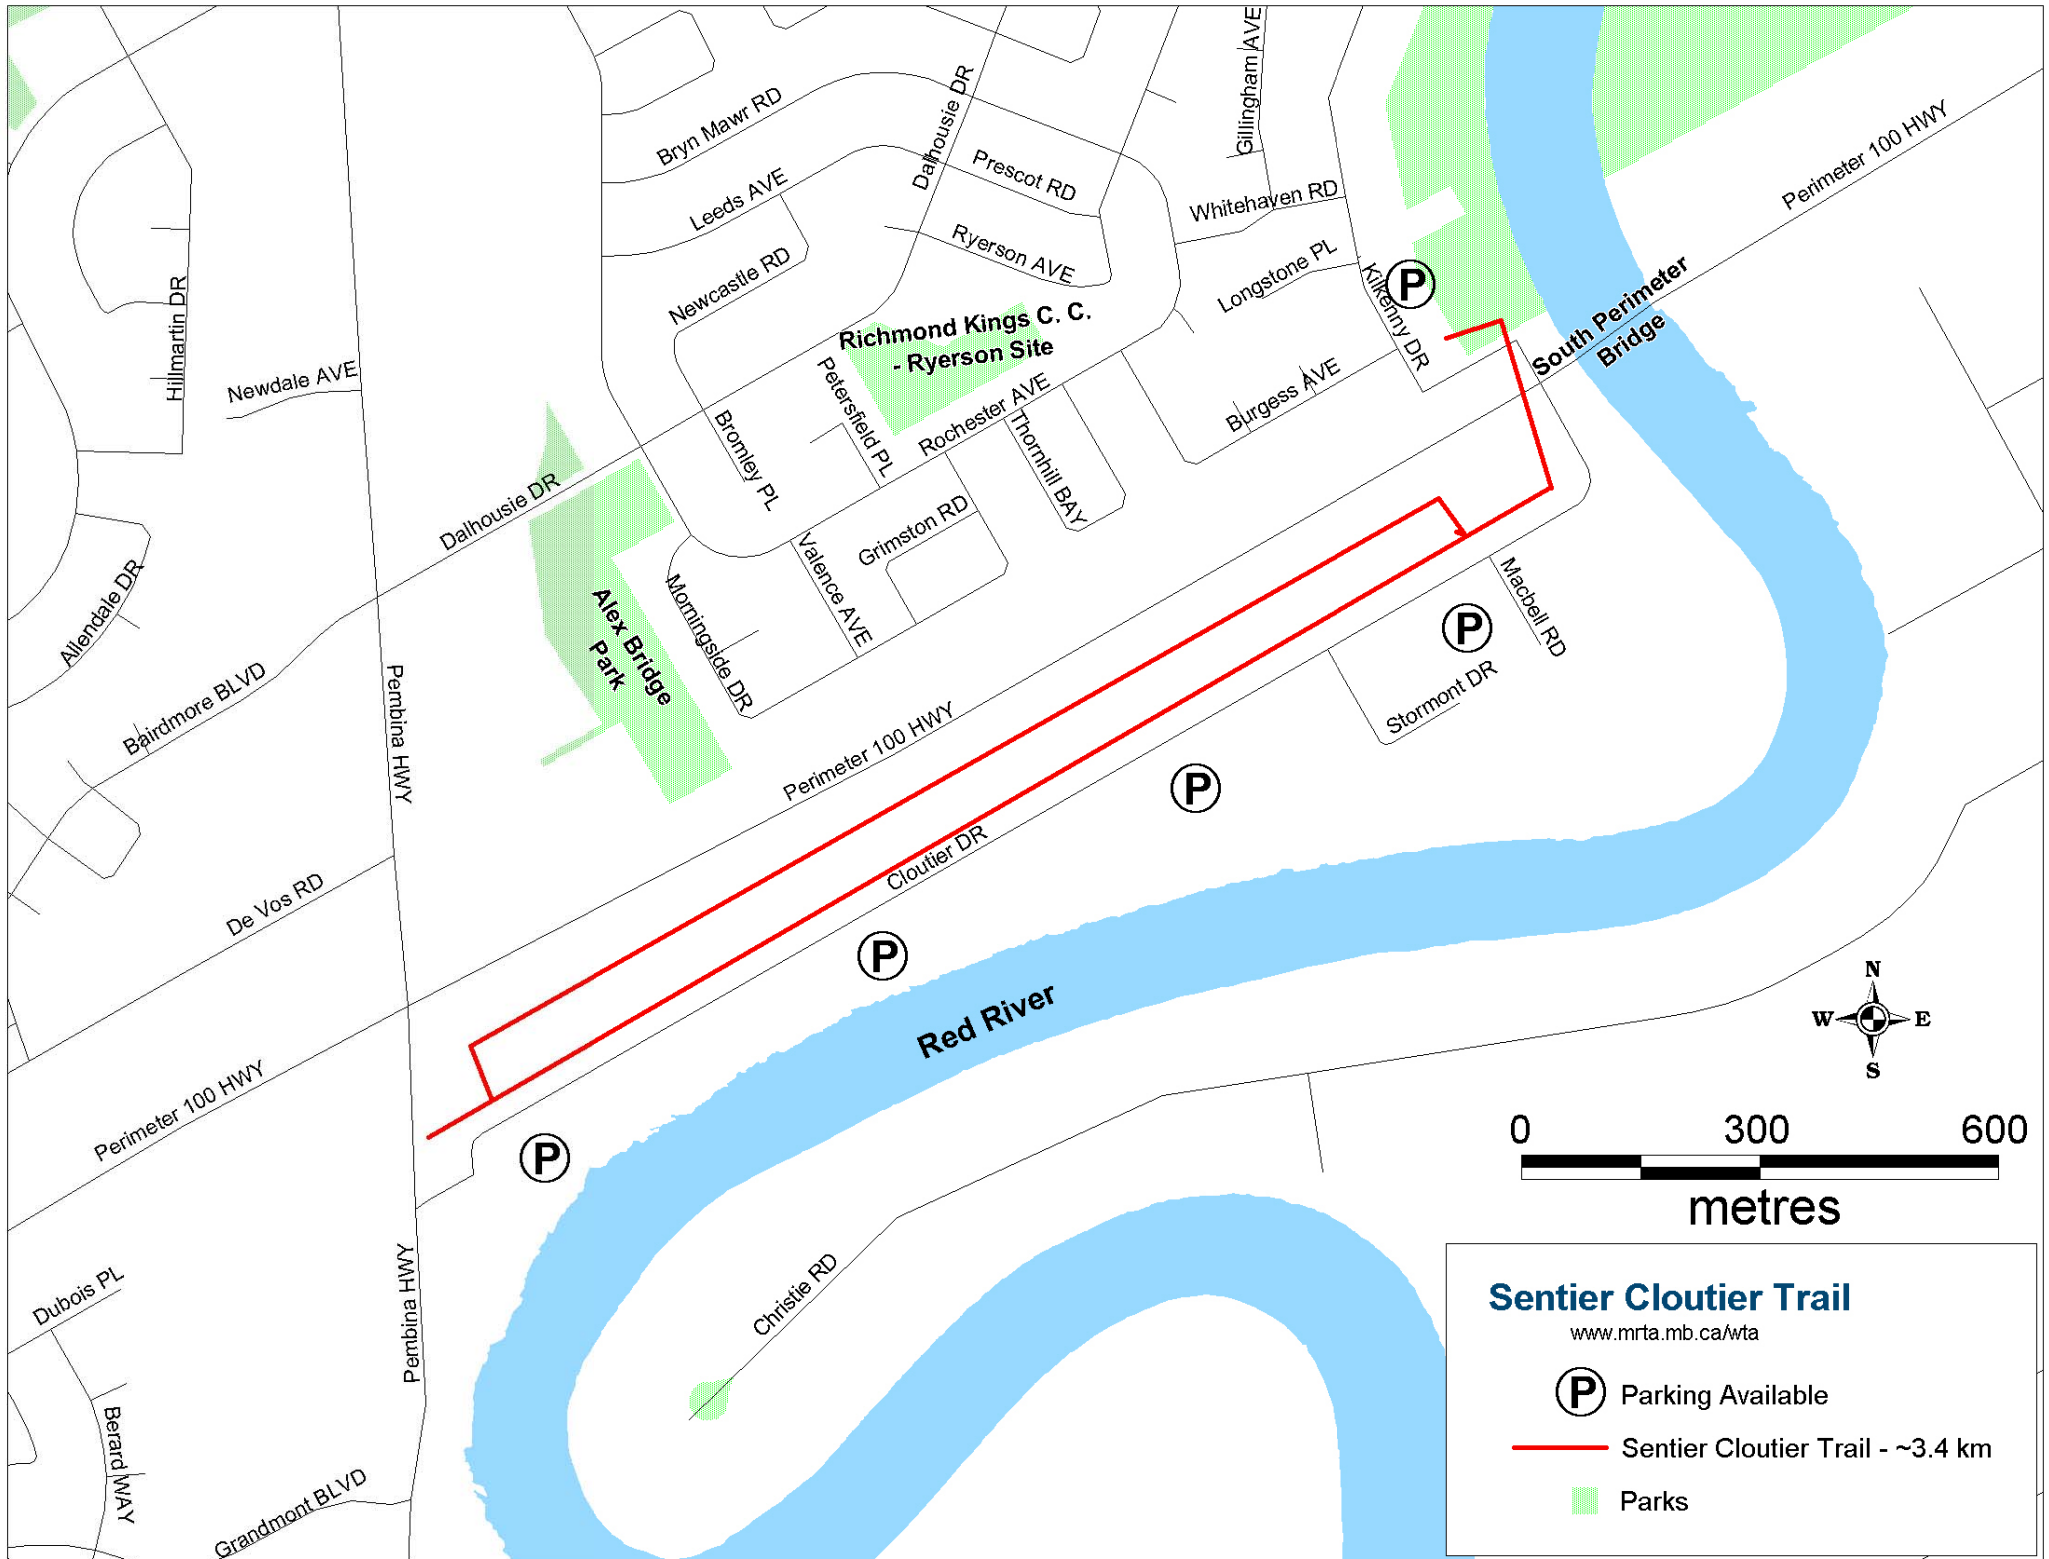 Bryn Mawr RD
Dalhousie DR
Gillingham AVE
Perimeter 100 HWY
Leeds AVE
Prescot RD
Whitehaven RD
Newcastle RD
Ryerson AVE
Longstone PL
Kilkenny DR
P
South Perimeter
Bridge
Hillmartin DR
Newdale AVE
Richmond Kings C. C.
- Ryerson Site
Petersfield PL
Rochester AVE
Burgess AVE
Bromley PL
Thornhill BAY
Dalhousie DR
Grimston RD
Valence AVE
Allendale DR
Alex Bridge
Park
Morningside DR
Macbell RD
P
Stormont DR
Bairdmore BLVD
Pembina HWY
Perimeter 100 HWY
P
Cloutier DR
De Vos RD
P
Red River
Perimeter 100 HWY
P
N
W
E
S
0 300 600
metres
Dubois PL
Pembina HWY
Christie RD
Berard WAY
Grandmont BLVD
Sentier Cloutier Trail
www.mrta.mb.ca/wta
P Parking Available
Sentier Cloutier Trail - ~3.4 km
Parks